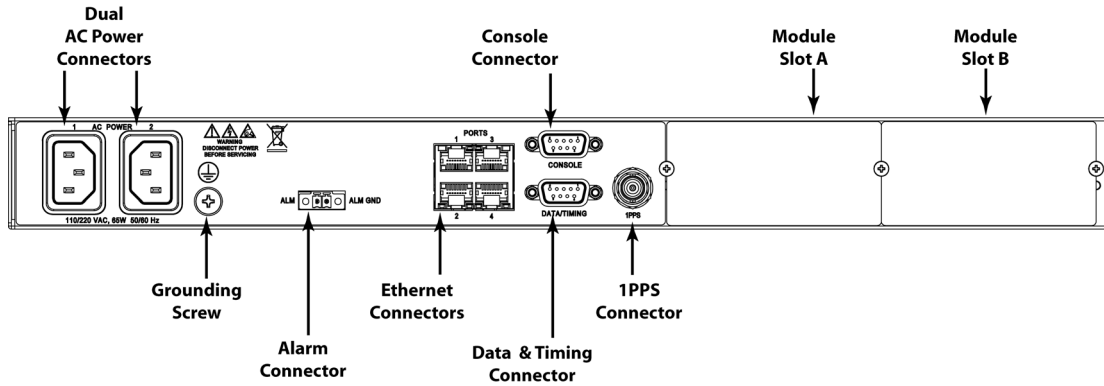 Dual
AC Power
Connectors
Console
Connector
Module
Slot A
Module
Slot B
1 AC POWER 2
WARNING
DISCONNECT POWER
BEFORE SERVICING
PORTS
1 3
CONSOLE
ALM
ALM GND
2 4
DATA/TIMING
1PPS
110/220 VAC, 65W 50/60 Hz
Grounding
Screw
Ethernet
Connectors
1PPS
Connector
Alarm
Connector
Data & Timing
Connector